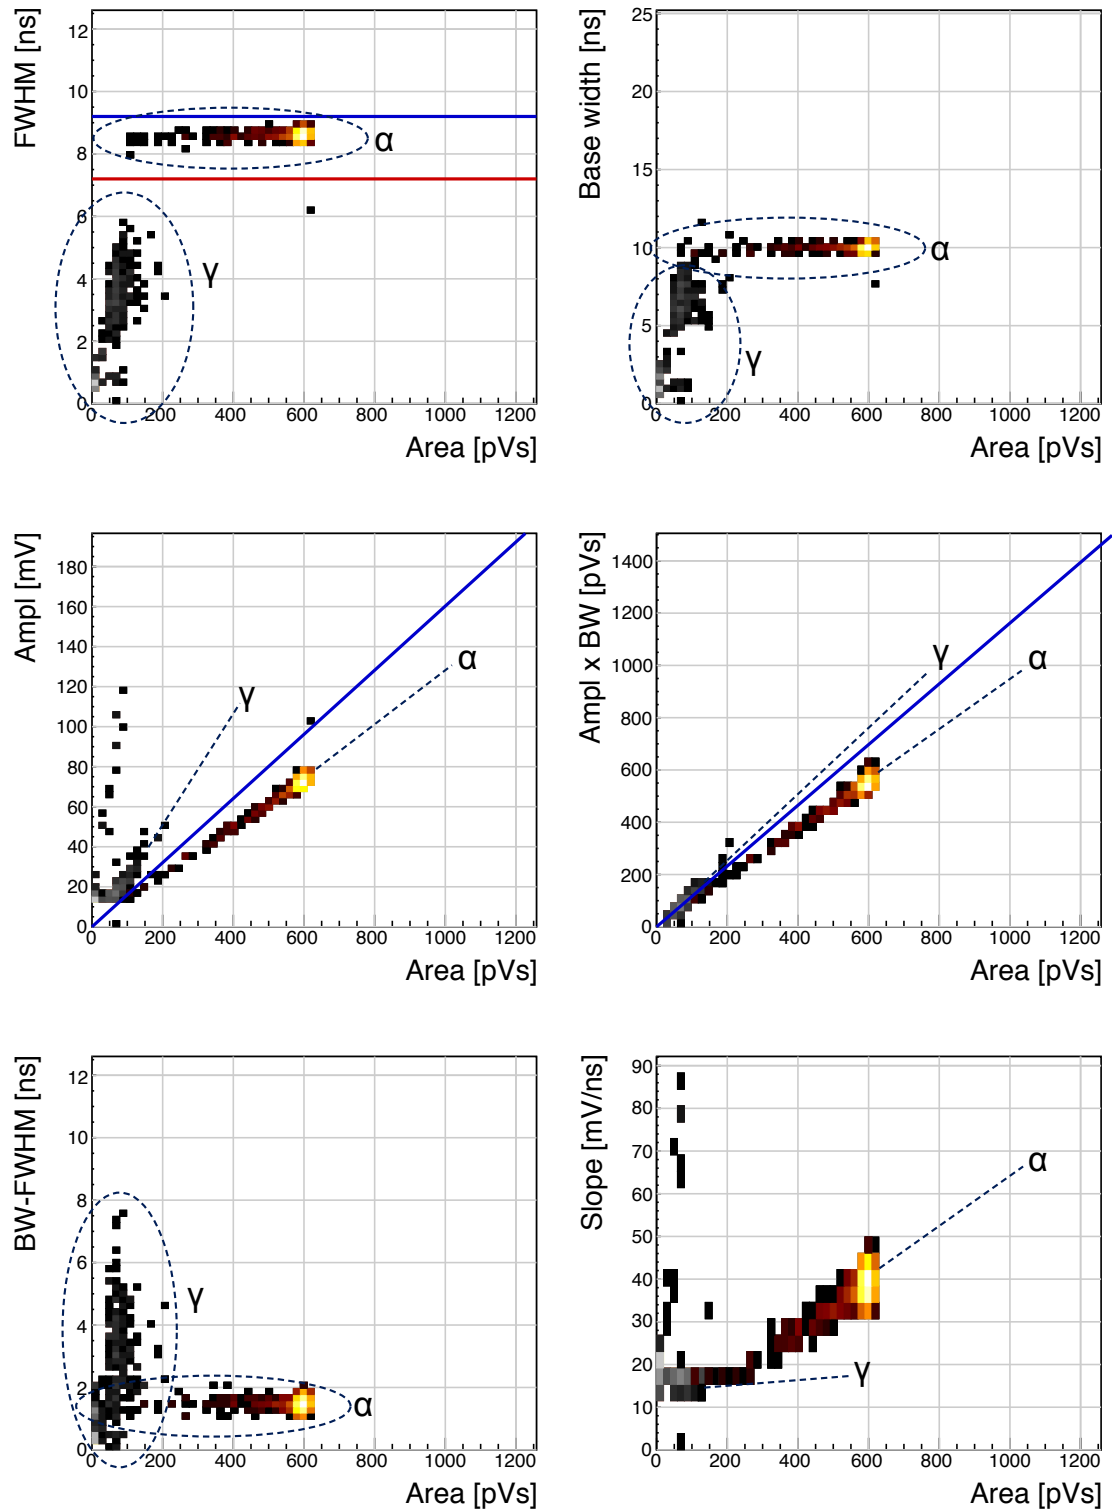 FWHM [ns]
12
10
8
6
4
2
0
α
γ
0 200 400 600 800 1000 1200
Area [pVs]
Base width [ns]
25
20
15
10
5
0
α
γ
0 200 400 600 800 1000 1200
Area [pVs]
Ampl [mV]
180
160
140
120
100
80
60
40
20
0
γ
α
0 200 400 600 800 1000 1200
Area [pVs]
Ampl x BW [pVs]
1400
1200
1000
800
600
400
200
0
γ
α
0 200 400 600 800 1000 1200
Area [pVs]
BW-FWHM [ns]
12
10
8
6
4
2
0
γ
α
0 200 400 600 800 1000 1200
Area [pVs]
Slope [mV/ns]
90
80
70
60
50
40
30
20
10
0
α
γ
0 200 400 600 800 1000 1200
Area [pVs]